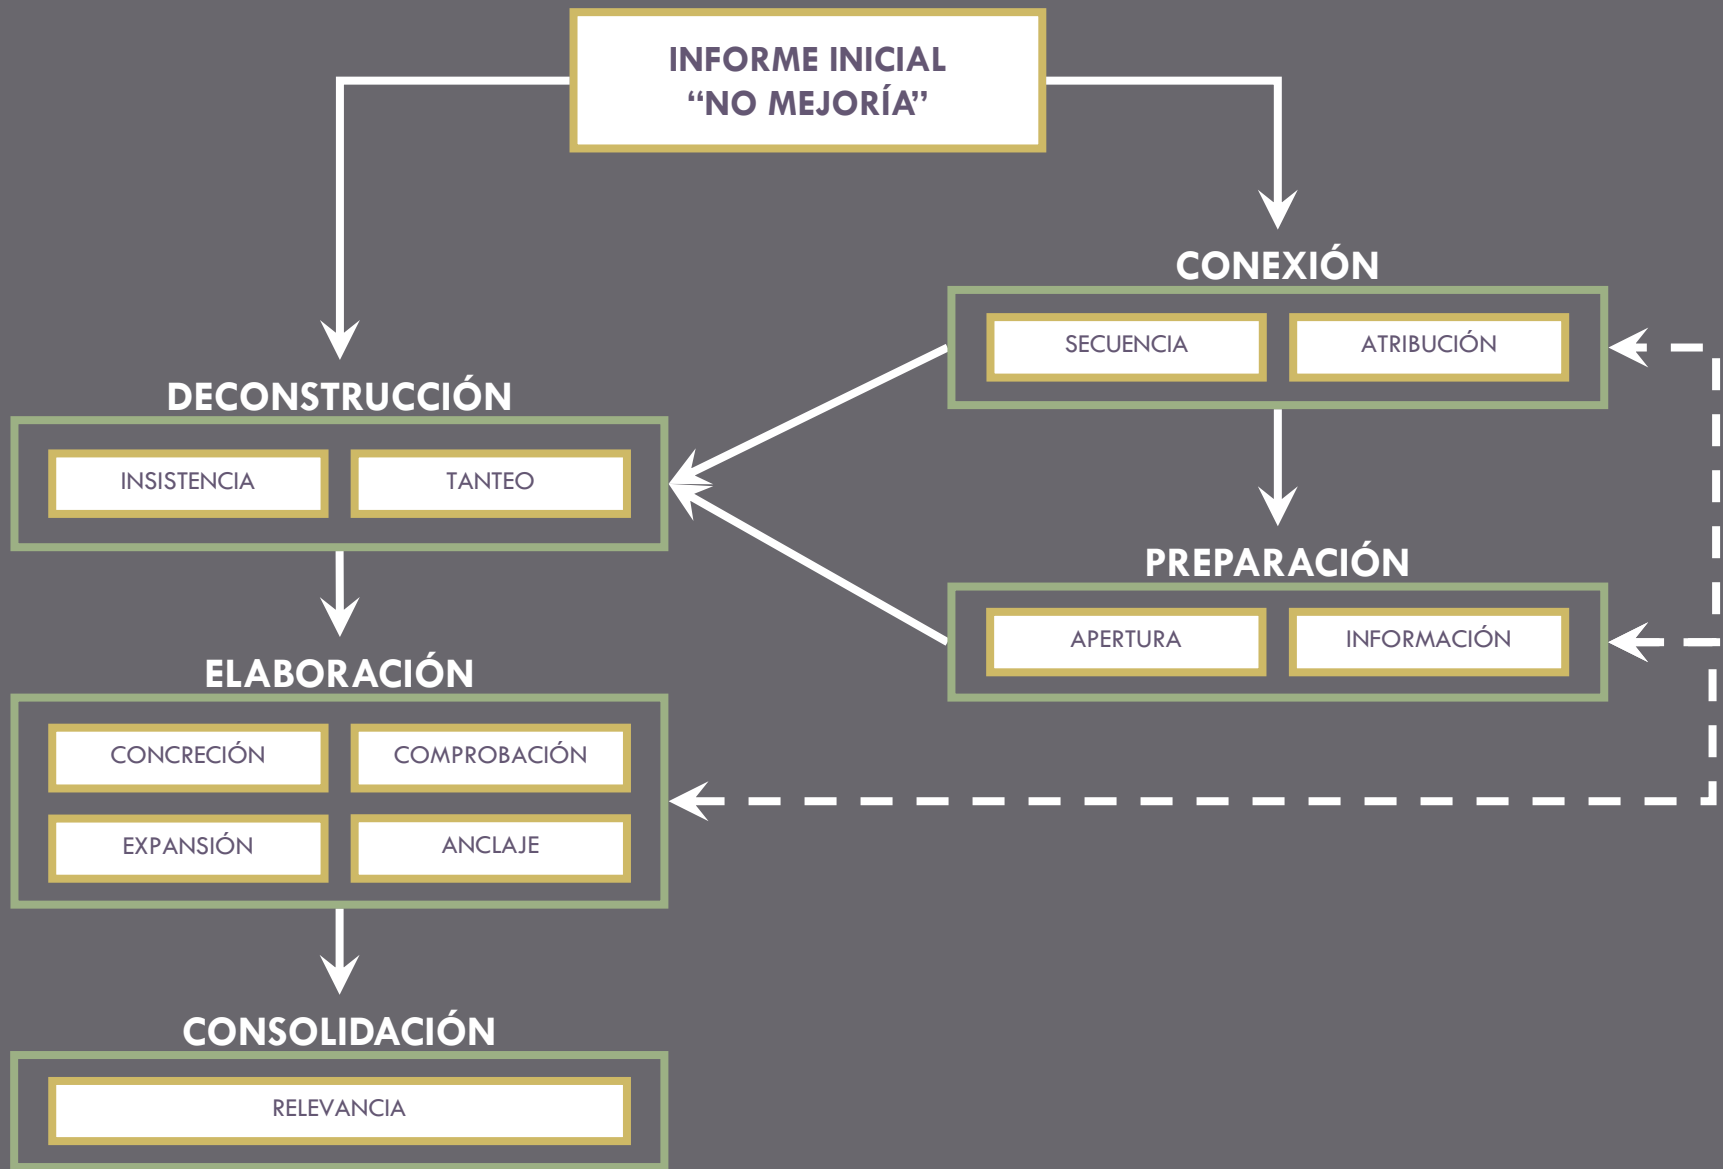 INFORME INICIAL
“NO MEJORÍA”
CONEXIÓN
SECUENCIA
ATRIBUCIÓN
DECONSTRUCCIÓN
INSISTENCIA
TANTEO
PREPARACIÓN
APERTURA
INFORMACIÓN
ELABORACIÓN
CONCRECIÓN
COMPROBACIÓN
EXPANSIÓN
ANCLAJE
CONSOLIDACIÓN
RELEVANCIA